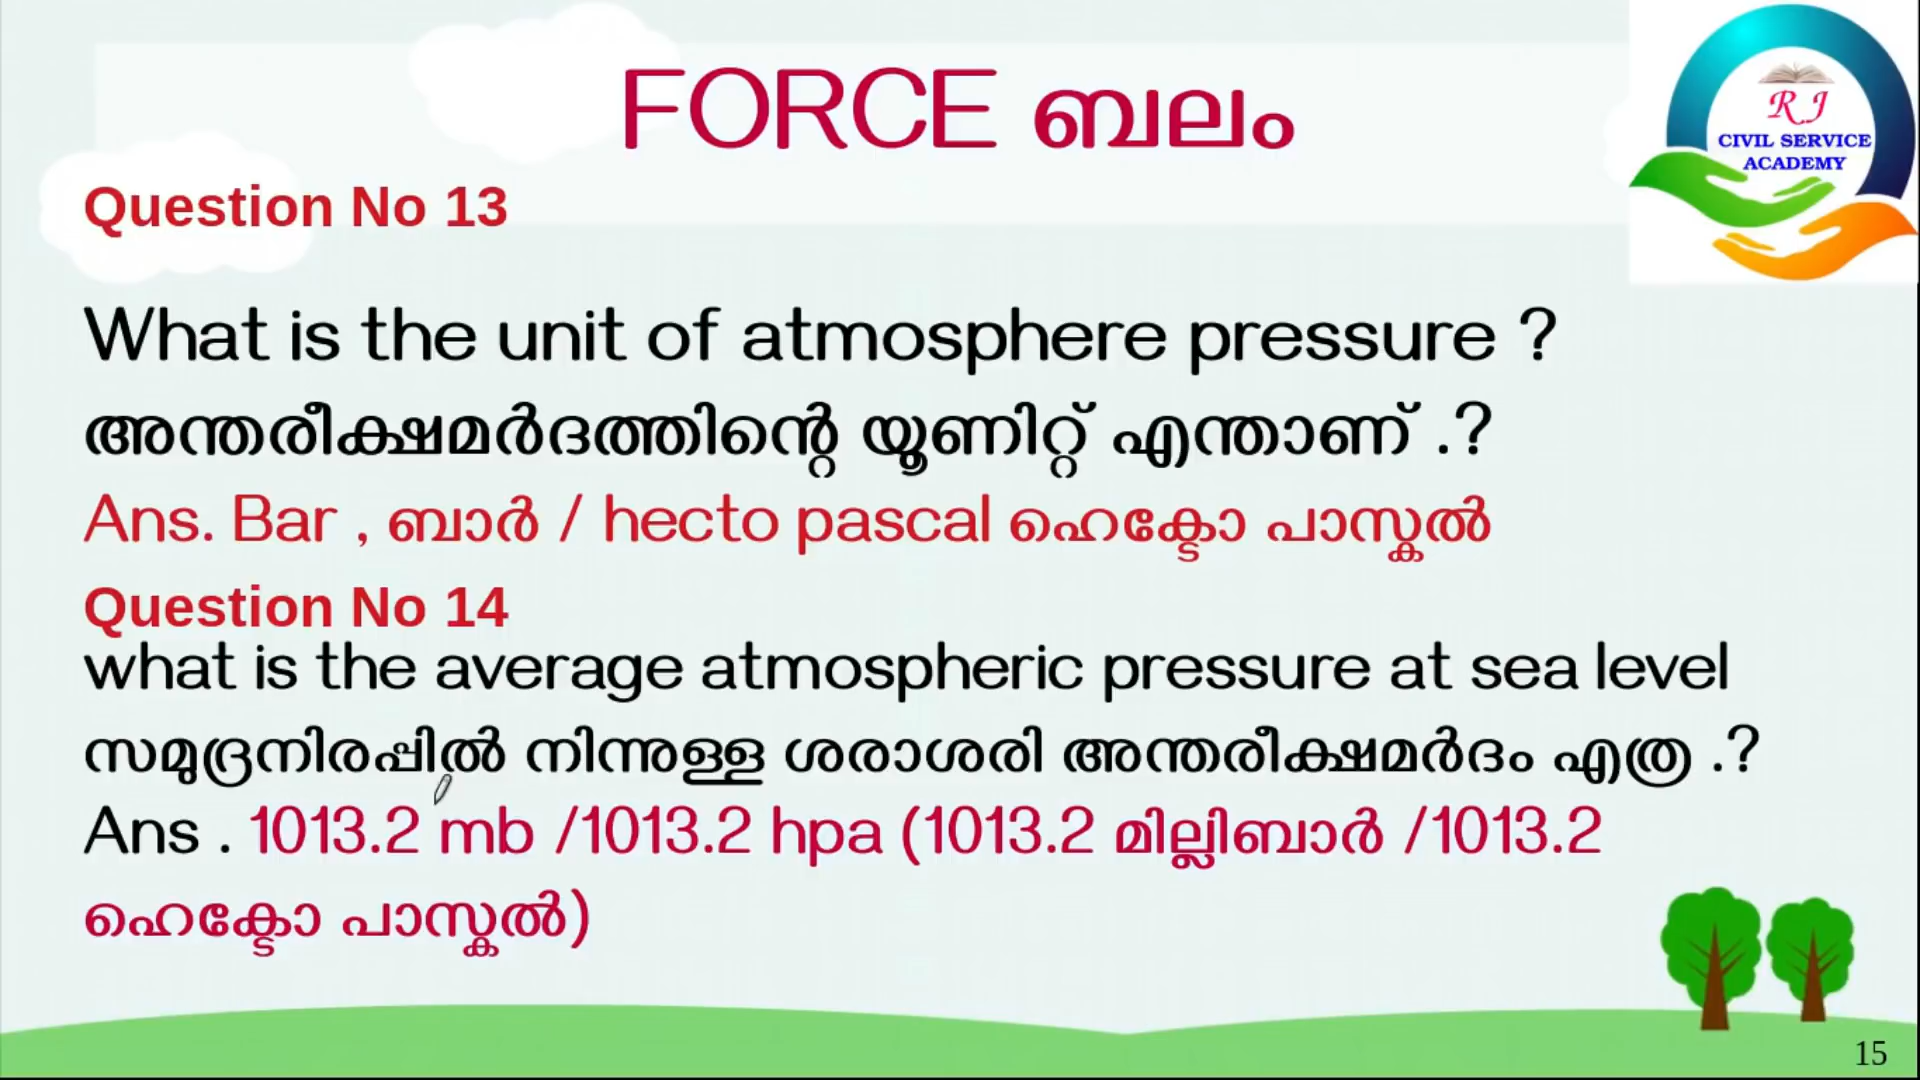 FORCE ബലം
R J
CIVIL SERVICE
ACADEMY
Question No 13
What is the unit of atmosphere pressure ?
അന്തരീക്ഷമർദത്തിന്റെ യൂണിറ്റ് എന്താണ് .?
Ans. Bar , ബാർ / hecto pascal ഹെക്ടോ പാസ്കൽ
Question No 14
what is the average atmospheric pressure at sea level
സമുദ്രനിരപ്പിൽ നിന്നുള്ള ശരാശരി അന്തരീക്ഷമർദം എത്ര .?
Ans . 1013.2 mb /1013.2 hpa (1013.2 മില്ലിബാർ /1013.2
ഹെക്ടോ പാസ്കൽ)
15